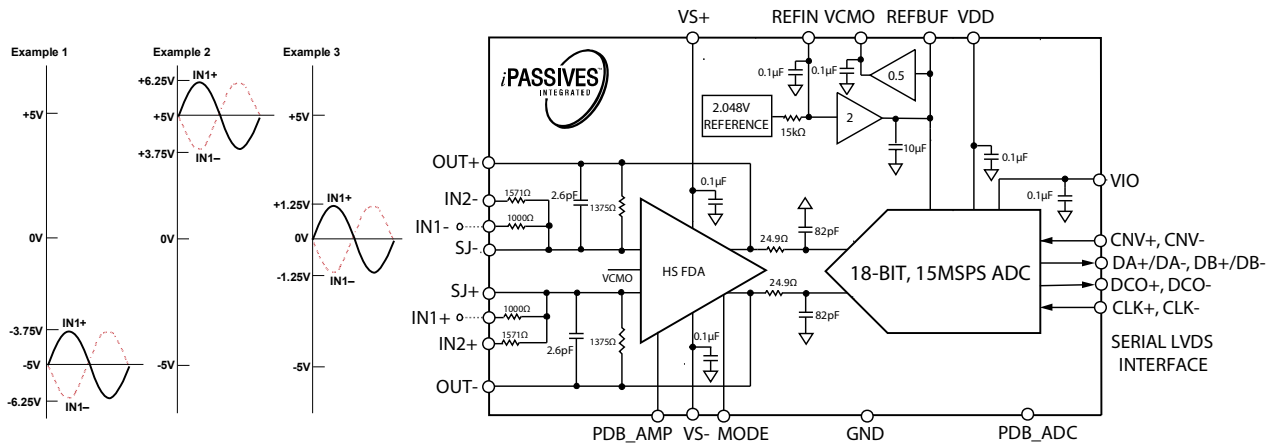 Example 1
+5V
0V
-3.75V
IN1+
-5V
-6.25V
IN1–
Example 2
IN1+
+6.25V
+5V
+3.75V
IN1–
0V
-5V
Example 3
+5V
IN1+
+1.25V
0V
-1.25V
IN1–
-5V
VS+
REFIN
VCMO
REFBUF
VDD
iPASSIVES™
INTEGRATED
0.1µF
0.1µF
0.5
2.048V
REFERENCE
15kΩ
2
10µF
0.1µF
VIO
0.1µF
OUT+
IN2-
1571Ω
IN1-
1000Ω
SJ-
2.6pF
1375Ω
0.1µF
82pF
24.9Ω
VCMO
HS FDA
18-BIT, 15MSPS ADC
CNV+, CNV-
DA+/DA-, DB+/DB-
DCO+, DCO-
CLK+, CLK-
SERIAL LVDS
INTERFACE
SJ+
IN1+
1000Ω
IN2+
1571Ω
2.6pF
1375Ω
0.1µF
24.9Ω
82pF
OUT-
PDB_AMP
VS-
MODE
GND
PDB_ADC